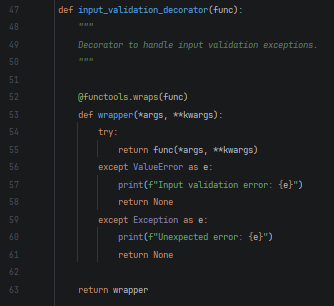 47 def input_validation_decorator(func):
48     """
49     Decorator to handle input validation exceptions.
50     """
51
52     @functools.wraps(func)
53     def wrapper(*args, **kwargs):
54         try:
55             return func(*args, **kwargs)
56         except ValueError as e:
57             print(f"Input validation error: {e}")
58             return None
59         except Exception as e:
60             print(f"Unexpected error: {e}")
61             return None
62
63     return wrapper